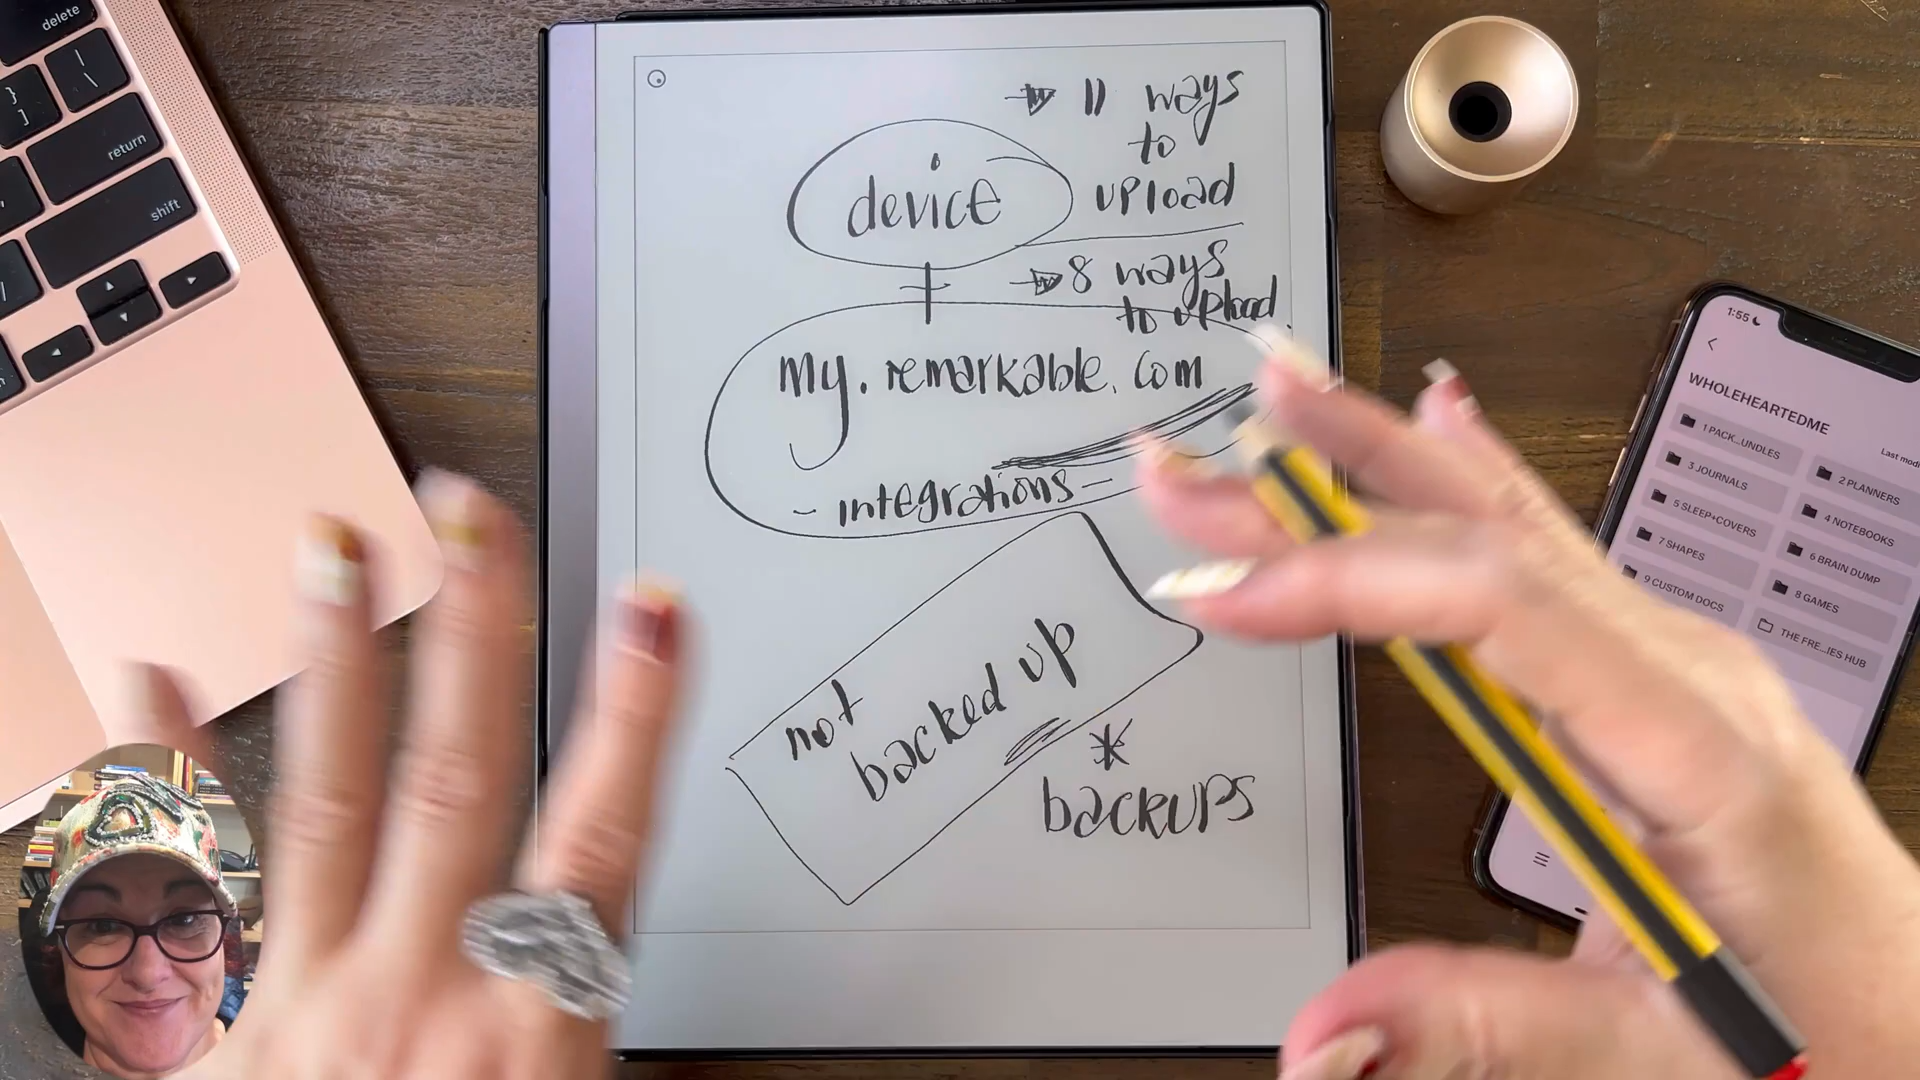 delete
}
]
|
\
return
shift
→ 11 ways
to
upload
device
→ 8 ways
to upload
my.remarkable.com
- integrations -
not
backed up
*
backups
1:55
WHOLEHEARTEDME
Last modi
1 PACK...UNDLES
2 PLANNERS
3 JOURNALS
4 NOTEBOOKS
5 SLEEP+COVERS
6 BRAIN DUMP
7 SHAPES
8 GAMES
9 CUSTOM DOCS
THE FRE...IES HUB